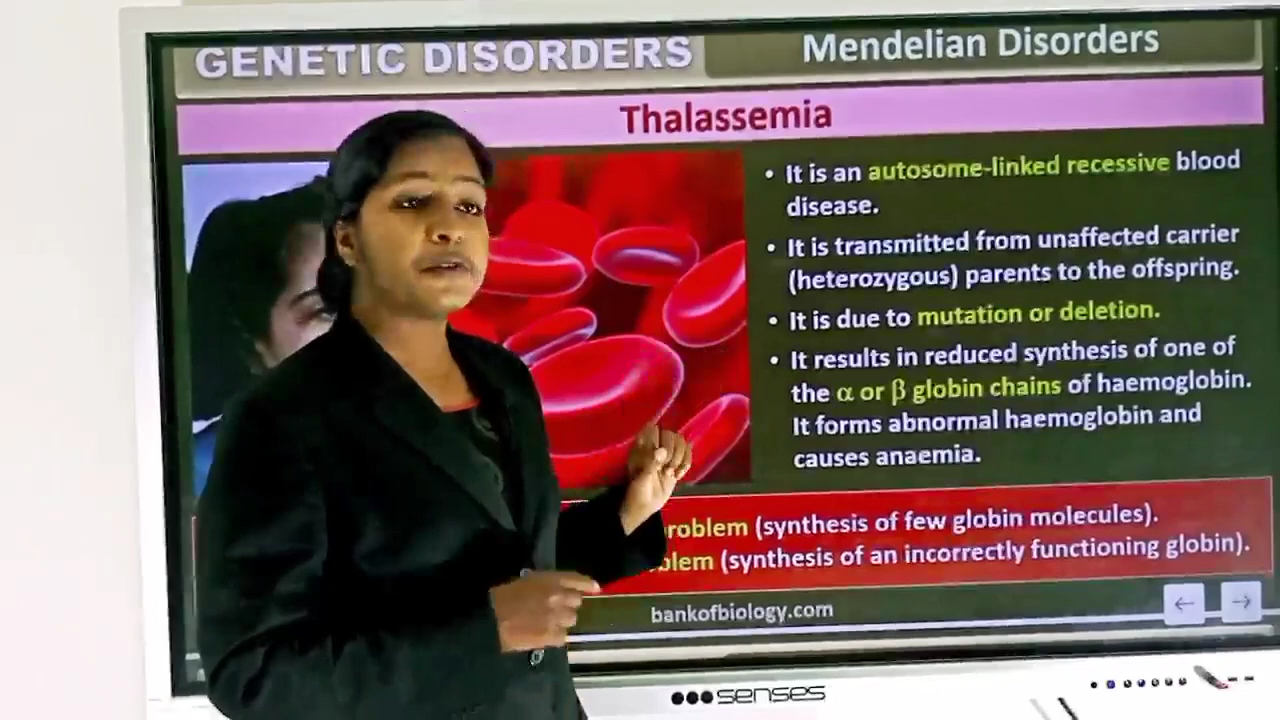 GENETIC DISORDERS
Mendelian Disorders
Thalassemia
• It is an autosome-linked recessive blood
disease.
• It is transmitted from unaffected carrier
(heterozygous) parents to the offspring.
• It is due to mutation or deletion.
• It results in reduced synthesis of one of
the α or β globin chains of haemoglobin.
It forms abnormal haemoglobin and
causes anaemia.
(synthesis of few globin molecules).
(synthesis of an incorrectly functioning globin).
bankofbiology.com
senses